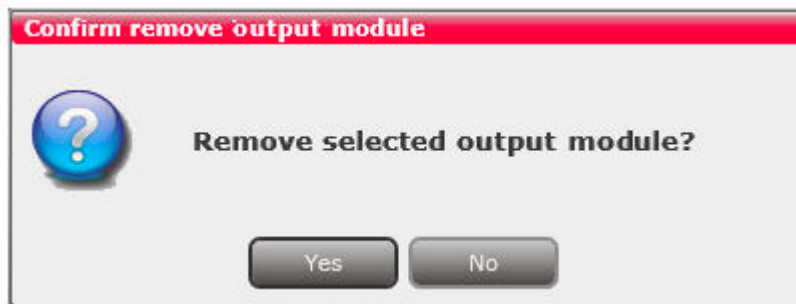 Confirm remove output module
Remove selected output module?
Yes
No